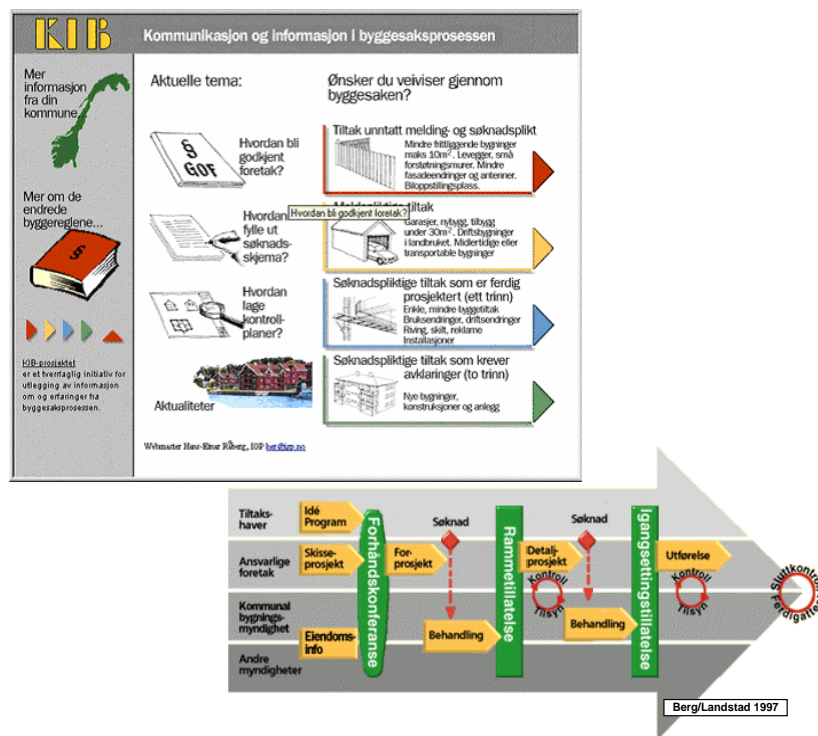 KIB
Kommunikasjon og informasjon i byggesaksprosessen
Mer
informasjon
fra din
kommune...
Mer om de
endrede
byggereglene...
§
KIB-prosjektet
er et tverrfaglig initiativ for
utlegging av informasjon
om og erfaringer fra
byggesaksprosessen.
Aktuelle tema:
§
GOF
Hvordan bli
godkjent
foretak?
Hvordan bli godkjent foretak?
Hvordan
fylle ut
søknads-
skjema?
Hvordan
lage
kontroll-
planer?
Aktualiteter
Ønsker du veiviser gjennom
byggesaken?
Tiltak unntatt melding- og søknadsplikt
Mindre frittliggende bygninger
maks 10m². Levegger, små
forstøtningsmurer. Mindre
fasadeendringer og antenner.
Biloppstillingsplass.
tiltak
Garasjer, nybygg, tilbygg
under 30m². Driftsbygninger
i landbruket. Midlertidige eller
transportable bygninger
Søknadspliktige tiltak som er ferdig
prosjektert (ett trinn)
Enkle, mindre byggetiltak
Bruksendringer, driftsendringer
Riving, skilt, reklame
Installasjoner
Søknadspliktige tiltak som krever
avklaringer (to trinn)
Nye bygninger,
konstruksjoner og anlegg
Webmaster Hans-Einar Råberg, IGP
Tiltaks-
haver
Ansvarlige
foretak
Kommunal
bygnings-
myndighet
Andre
myndigheter
Idé
Program
Skisse-
prosjekt
Eiendoms-
info
Forhåndskonferanse
For-
prosjekt
Søknad
Behandling
Rammetillatelse
Detalj-
prosjekt
Kontroll
Tilsyn
Søknad
Behandling
Igangsettingstillatelse
Utførelse
Kontroll
Tilsyn
Sluttkontroll
Berg/Landstad 1997